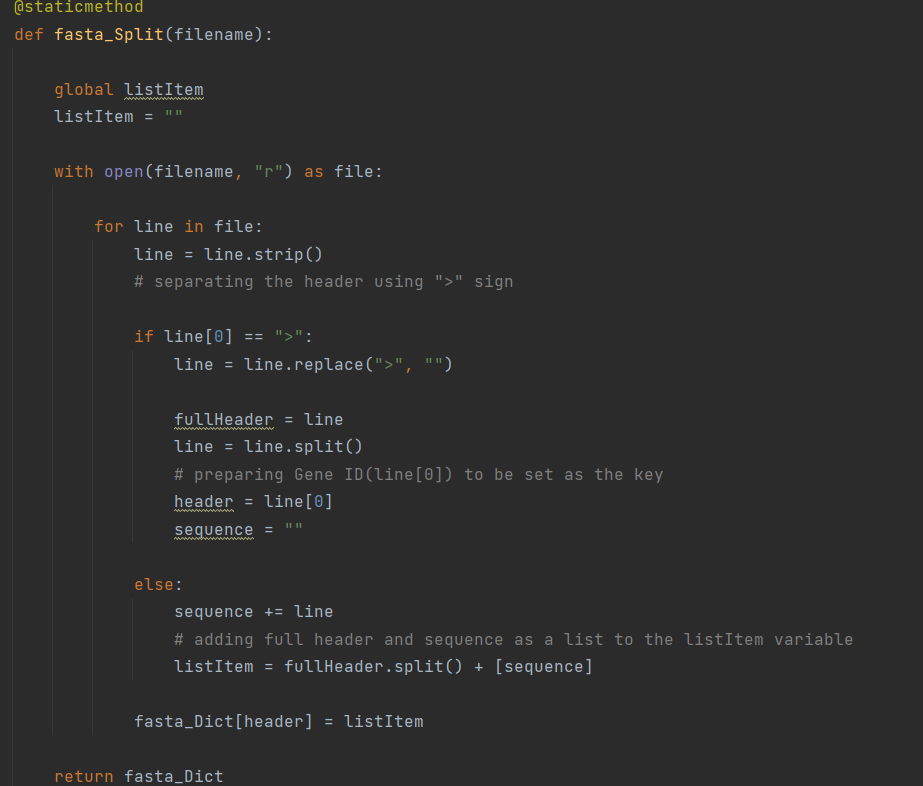 @staticmethod
def fasta_Split(filename):
global listItem
listItem = ""
with open(filename, "r") as file:
for line in file:
line = line.strip()
# separating the header using ">" sign
if line[0] == ">":
line = line.replace(">", "")
fullHeader = line
line = line.split()
# preparing Gene ID(line[0]) to be set as the key
header = line[0]
sequence = ""
else:
sequence += line
# adding full header and sequence as a list to the listItem variable
listItem = fullHeader.split() + [sequence]
fasta_Dict[header] = listItem
return fasta_Dict